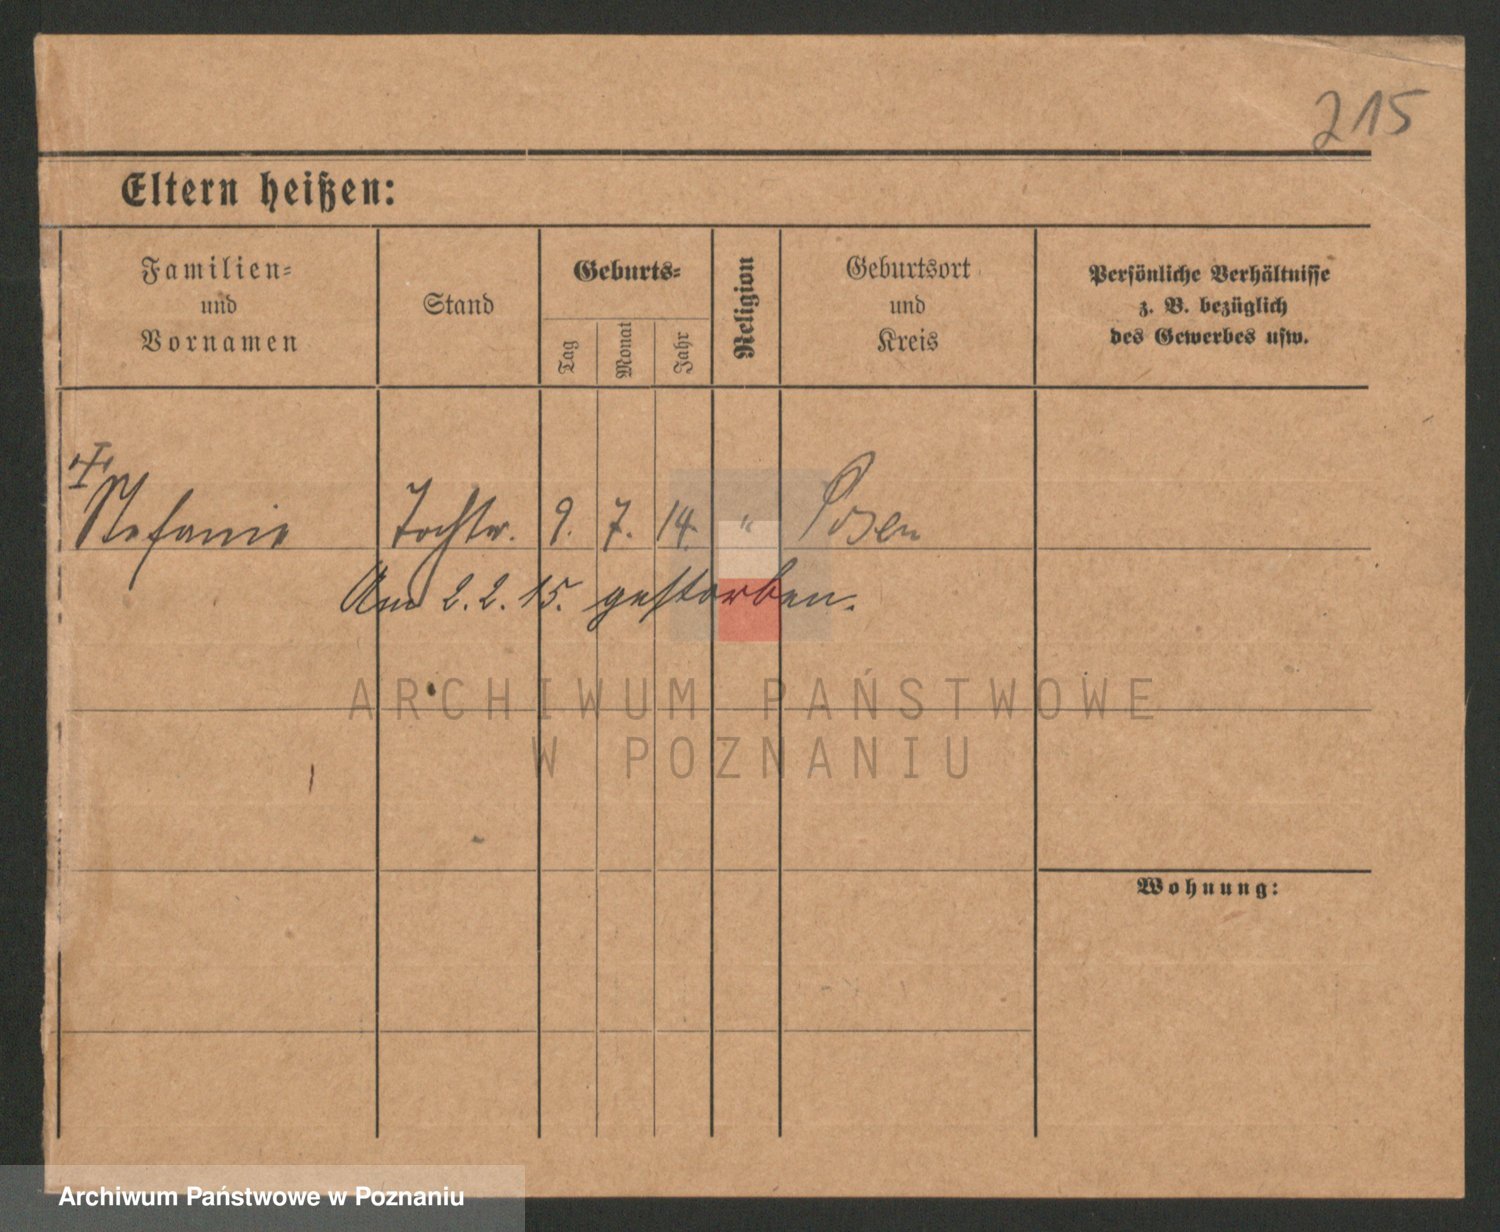 215
Eltern heißen:
Familien-
und
Vornamen
Stand
Geburts-
Tag
Monat
Jahr
Religion
Geburtsort
und
Kreis
Persönliche Verhältnisse
z. B. bezüglich
des Gewerbes usw.
Stefanie Tochter. 9. 7. 14. " Posen
Am 2. 2. 15. gestorben.
ARCHIWUM PAŃSTWOWE
W POZNANIU
Wohnung:
Archiwum Państwowe w Poznaniu